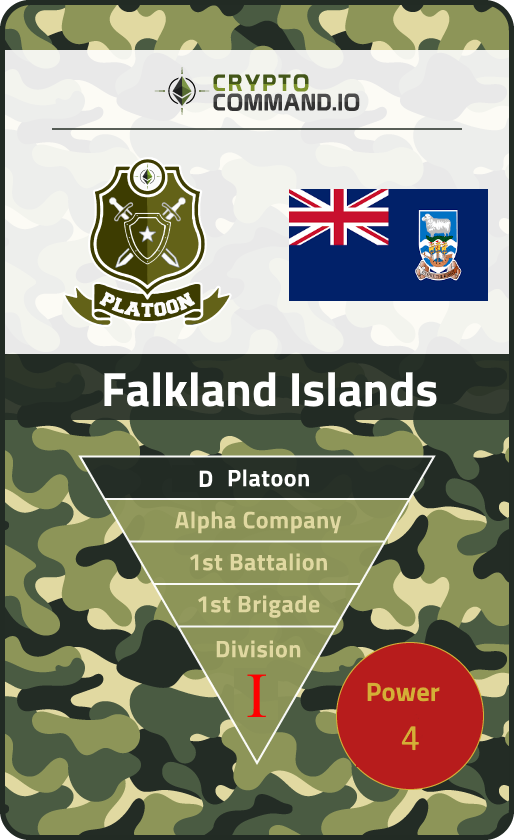 CRYPTO
COMMAND.IO
PLATOON
Falkland Islands
D Platoon
Alpha Company
1st Battalion
1st Brigade
Division
I
Power
4